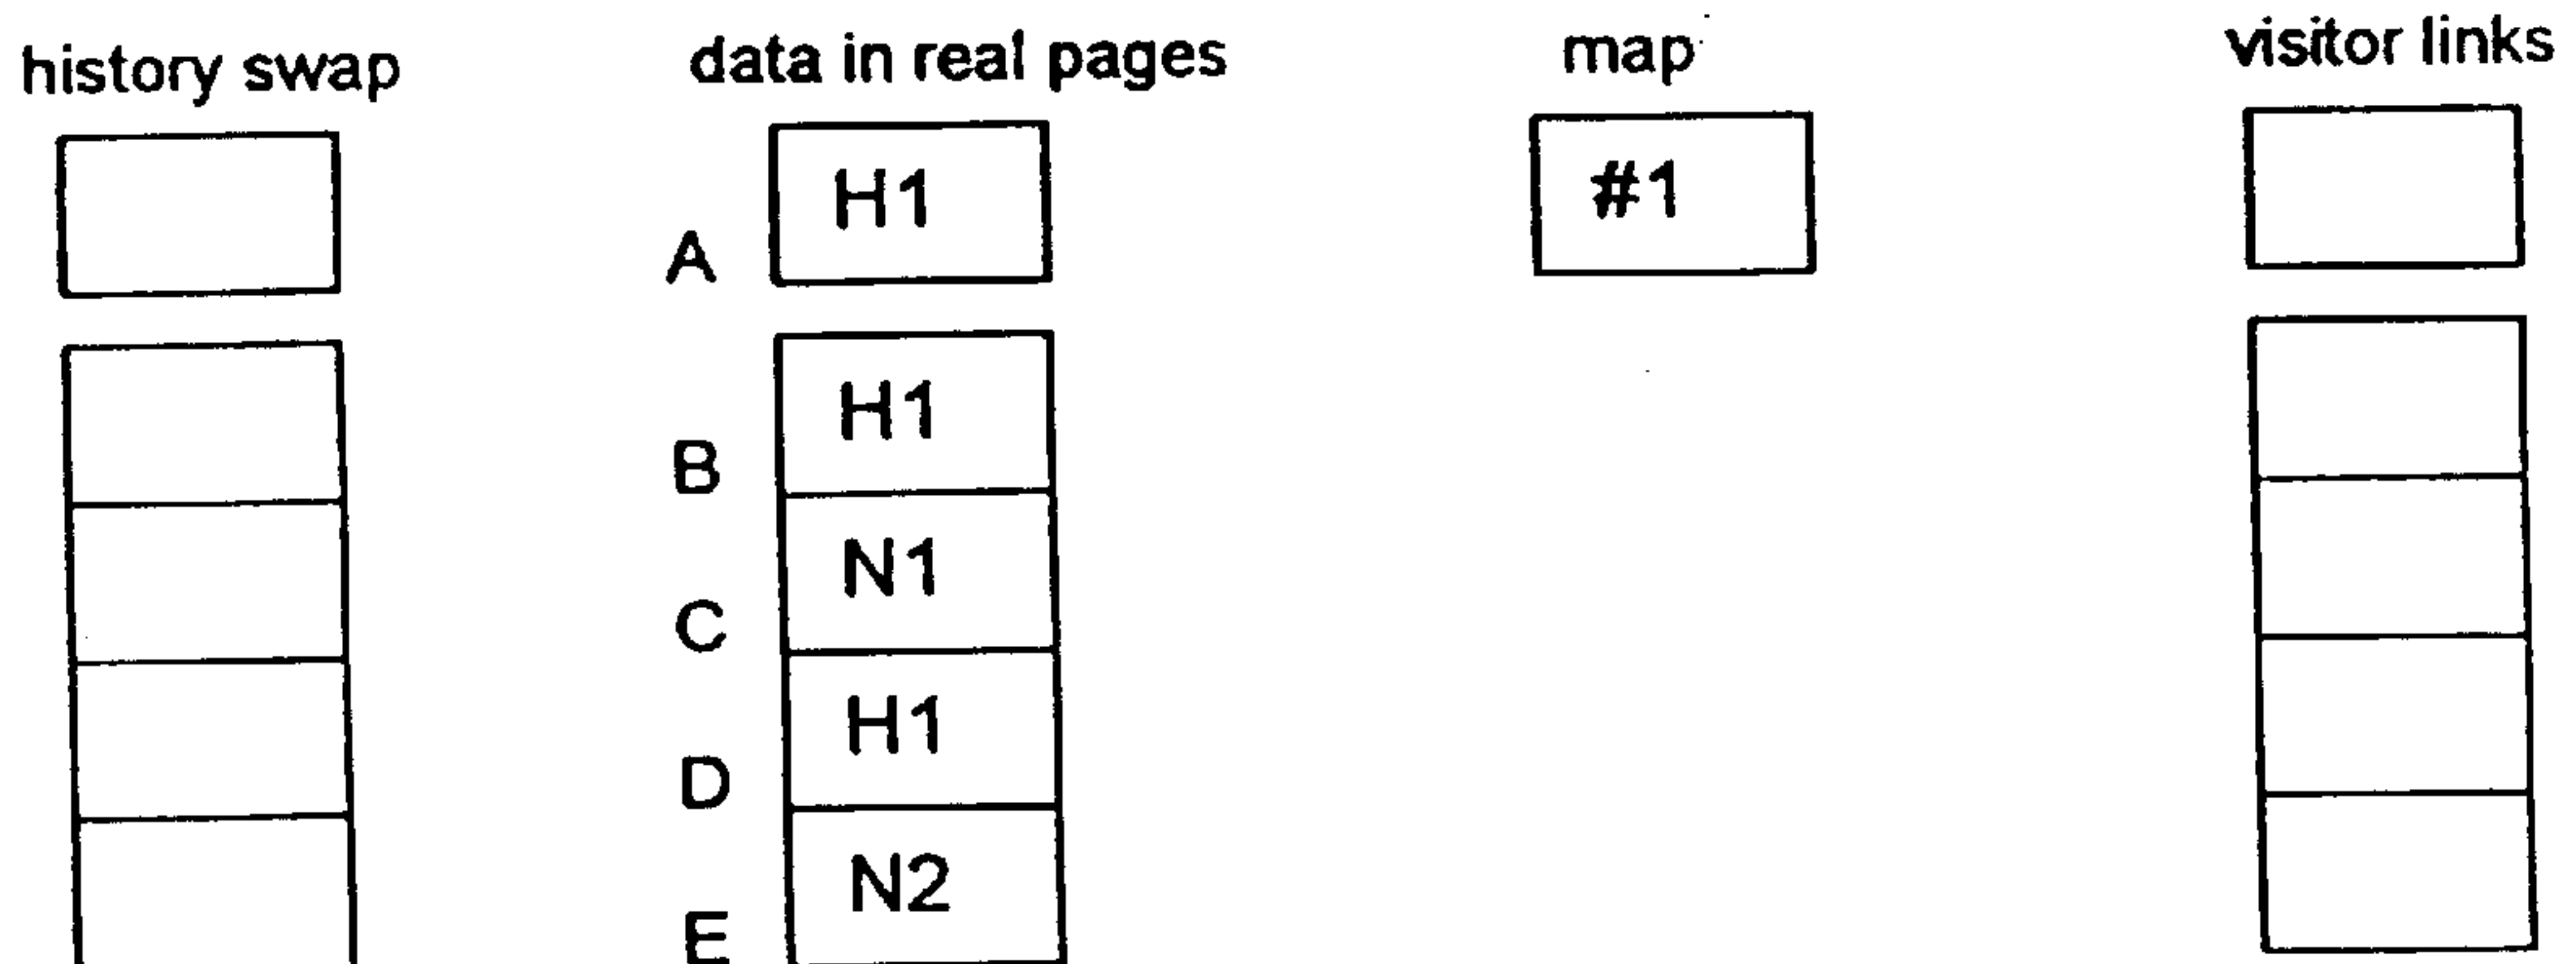 history swap
data in real pages
map
visitor links
H1
#1
A
H1
B
N1
C
H1
D
N2
E